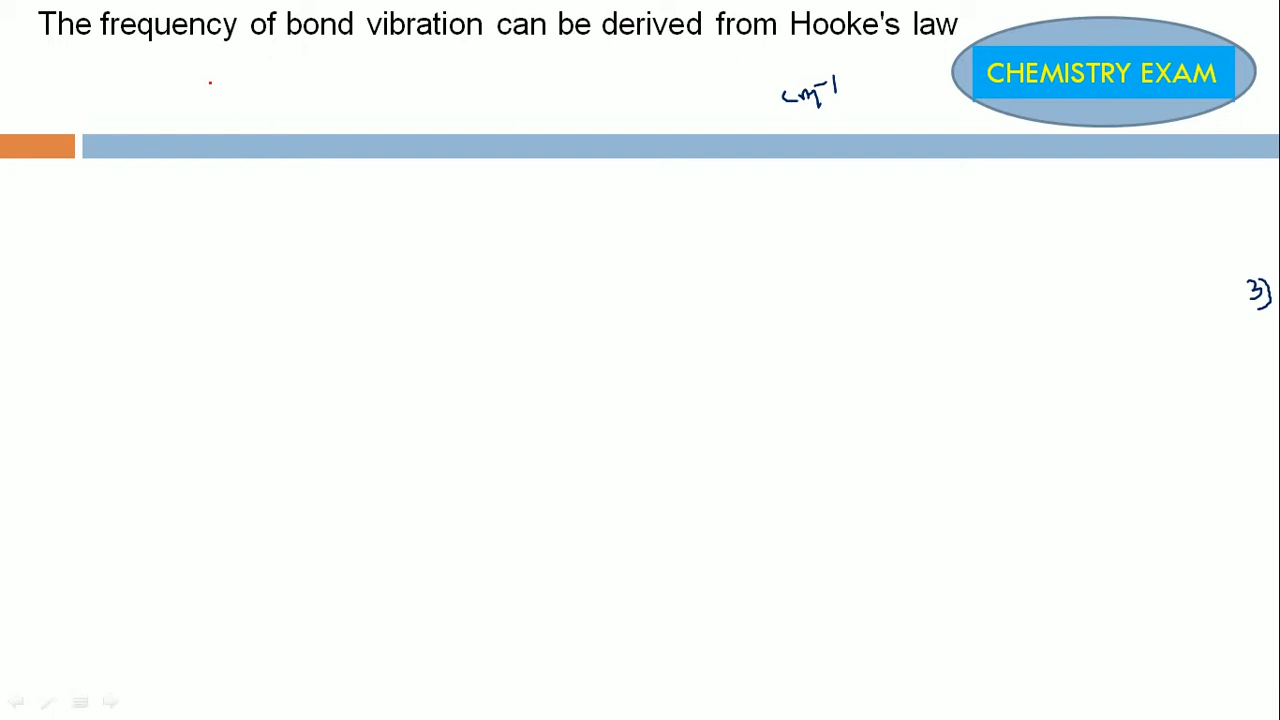 The frequency of bond vibration can be derived from Hooke's law
CHEMISTRY EXAM
cm⁻¹
3)